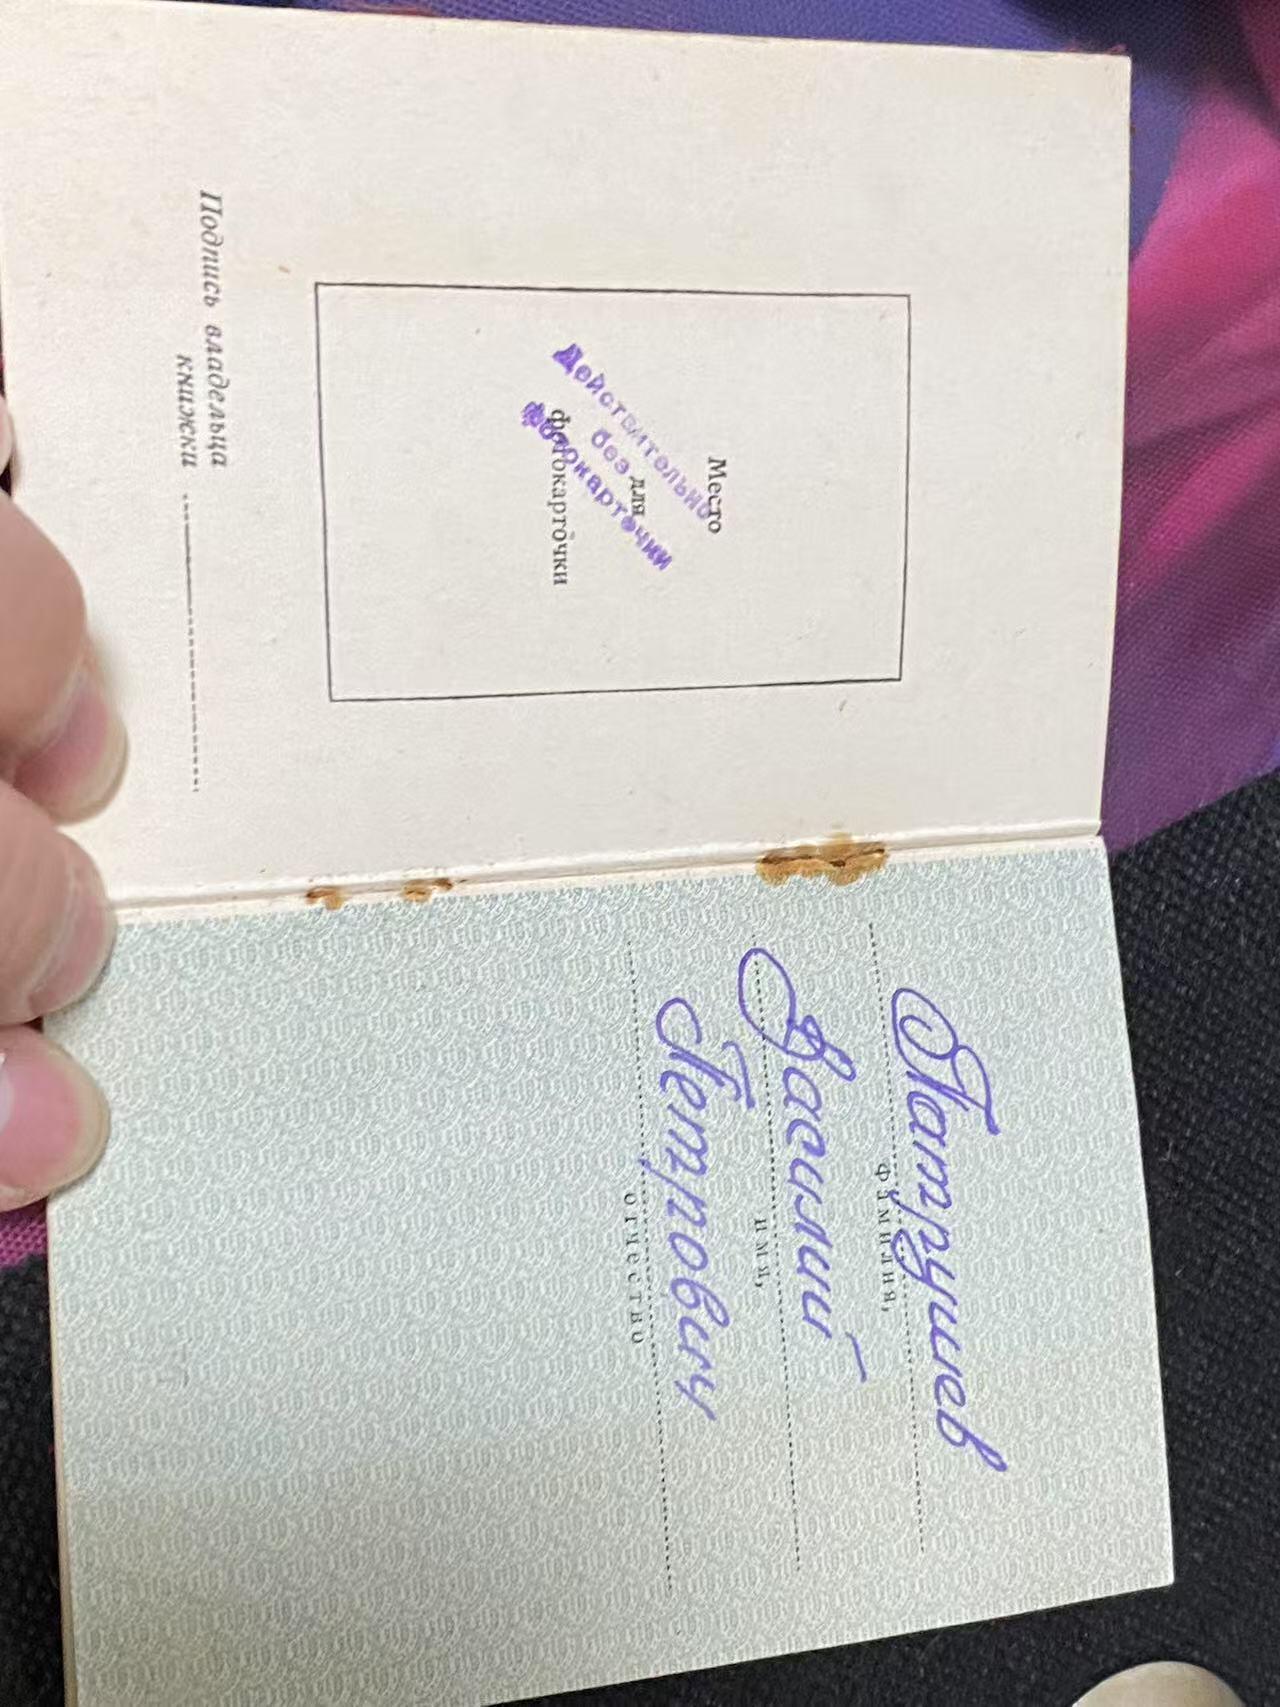 Место
для
фотокарточки
Действительно
без
фотокарточки
Подпись владельца
книжки
Патрушев
фамилия,
Василий
имя,
Петрович
отчество